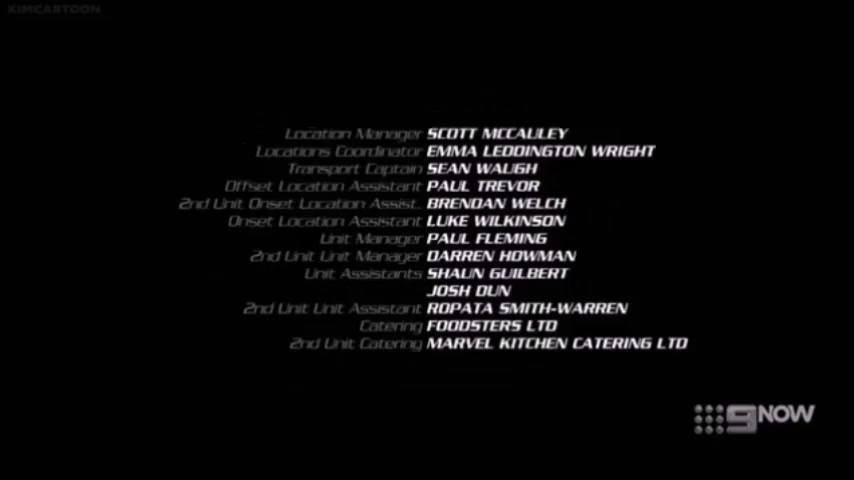 KIMCARTOON
Location Manager SCOTT MCCAULEY
Locations Coordinator EMMA LEDDINGTON WRIGHT
Transport Captain SEAN WAUGH
Offset Location Assistant PAUL TREVOR
2nd Unit Onset Location Assist. BRENDAN WELCH
Onset Location Assistant LUKE WILKINSON
Unit Manager PAUL FLEMING
2nd Unit Unit Manager DARREN HOWMAN
Unit Assistants SHAUN GUILBERT
JOSH DUN
2nd Unit Unit Assistant ROPATA SMITH-WARREN
Catering FOODSTERS LTD
2nd Unit Catering MARVEL KITCHEN CATERING LTD
9NOW